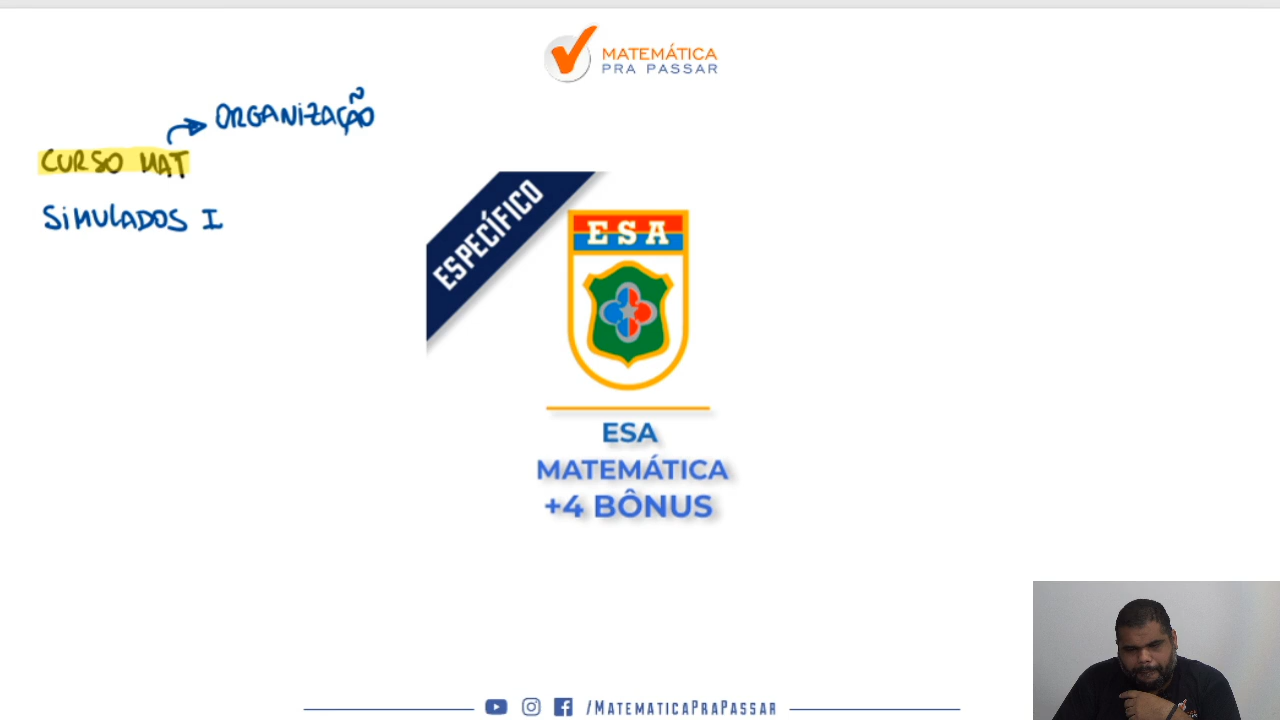 MATEMÁTICA
PRA PASSAR
ORGANIZAÇÃO
CURSO MAT
SIMULADOS I
ESPECÍFICO
ESA
ESA
MATEMÁTICA
+4 BÔNUS
/MATEMATICAPRAPASSAR